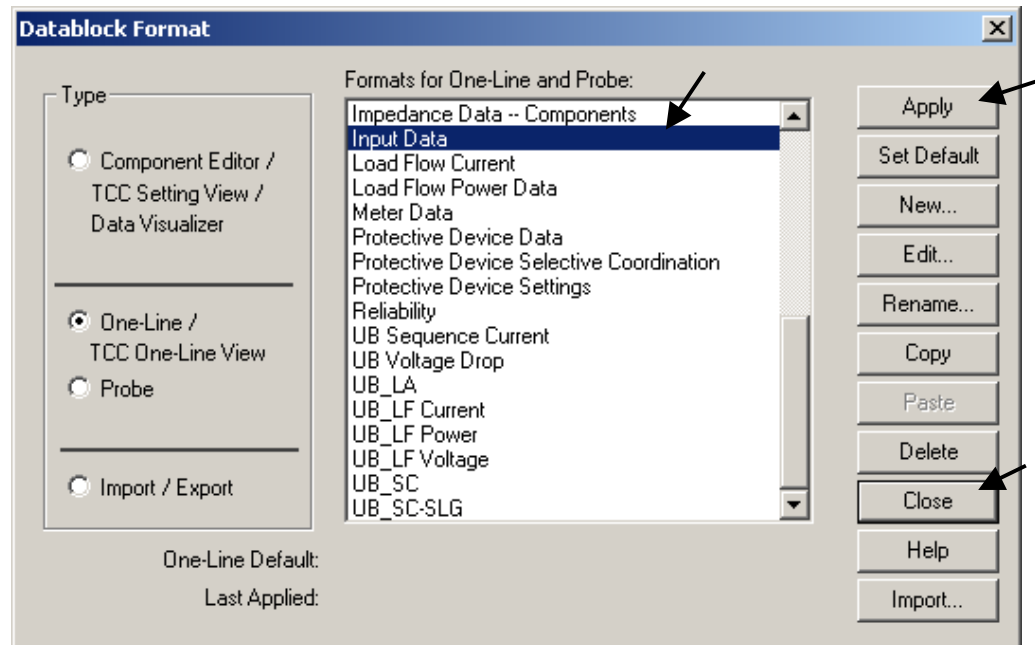 Datablock Format
Type
Component Editor /
TCC Setting View /
Data Visualizer
One-Line /
TCC One-Line View
Probe
Import / Export
Formats for One-Line and Probe:
Impedance Data -- Components
Input Data
Load Flow Current
Load Flow Power Data
Meter Data
Protective Device Data
Protective Device Selective Coordination
Protective Device Settings
Reliability
UB Sequence Current
UB Voltage Drop
UB_LA
UB_LF Current
UB_LF Power
UB_LF Voltage
UB_SC
UB_SC-SLG
One-Line Default:
Last Applied:
Apply
Set Default
New...
Edit...
Rename...
Copy
Paste
Delete
Close
Help
Import...